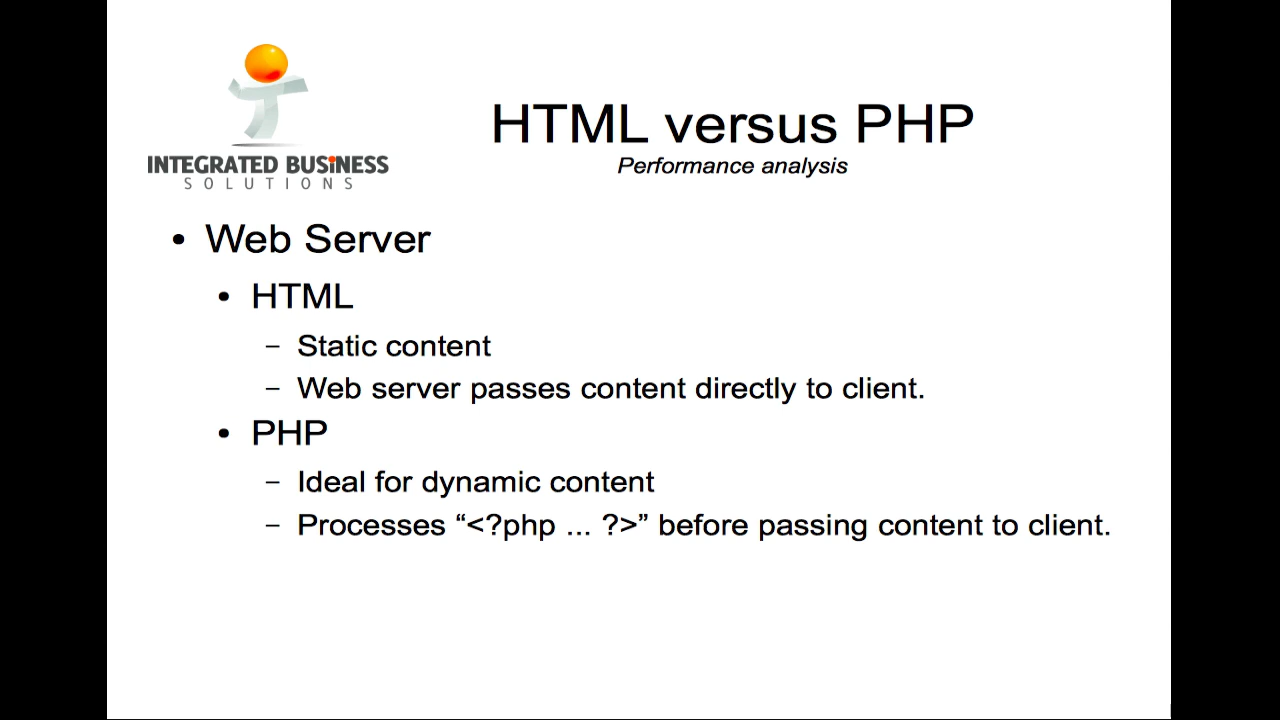 INTEGRATED BUSINESS
SOLUTIONS
HTML versus PHP
Performance analysis
• Web Server
• HTML
– Static content
– Web server passes content directly to client.
• PHP
– Ideal for dynamic content
– Processes “<?php ... ?>” before passing content to client.